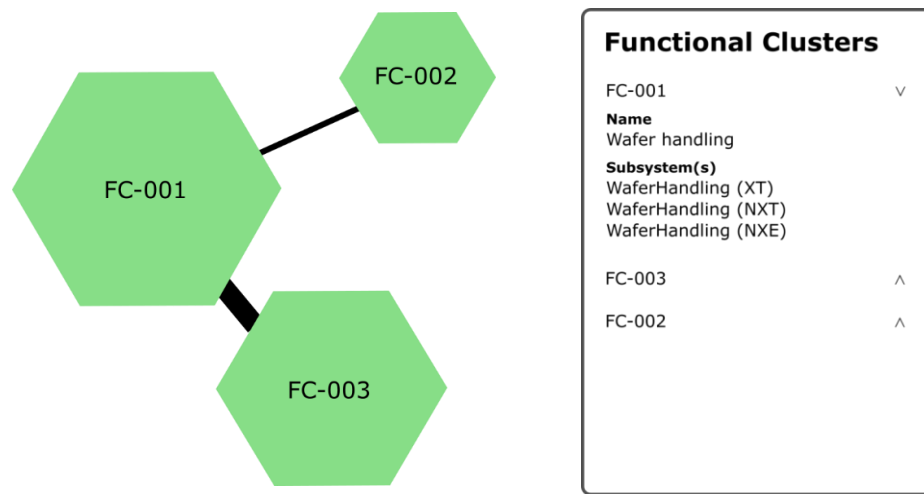 FC-002
FC-001
FC-003
Functional Clusters
FC-001
Name
Wafer handling
Subsystem(s)
WaferHandling (XT)
WaferHandling (NXT)
WaferHandling (NXE)
FC-003
FC-002